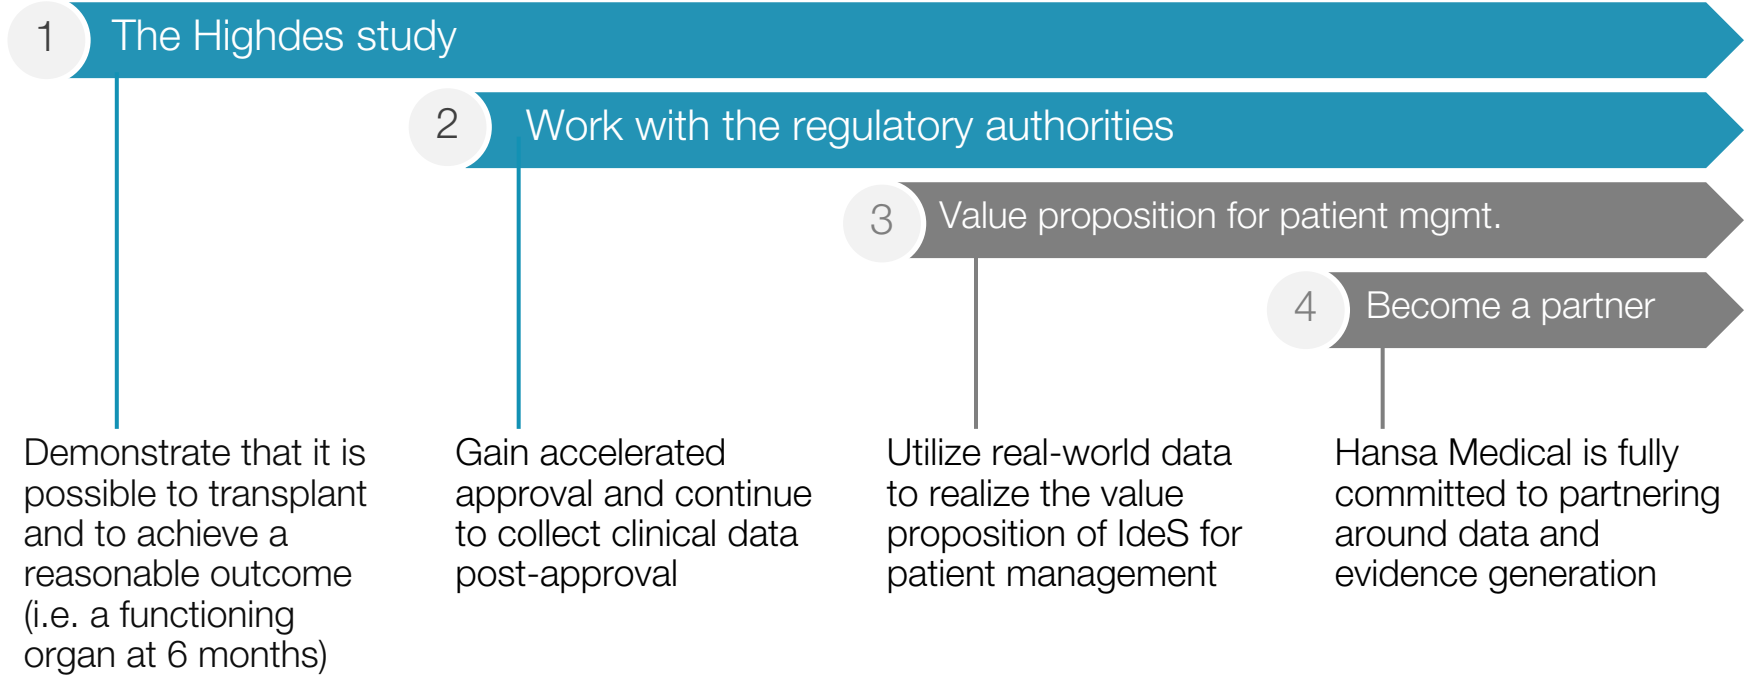 1
The Highdes study
2
Work with the regulatory authorities
3
Value proposition for patient mgmt.
4
Become a partner
Demonstrate that it is
possible to transplant
and to achieve a
reasonable outcome
(i.e. a functioning
organ at 6 months)
Gain accelerated
approval and continue
to collect clinical data
post-approval
Utilize real-world data
to realize the value
proposition of IdeS for
patient management
Hansa Medical is fully
committed to partnering
around data and
evidence generation